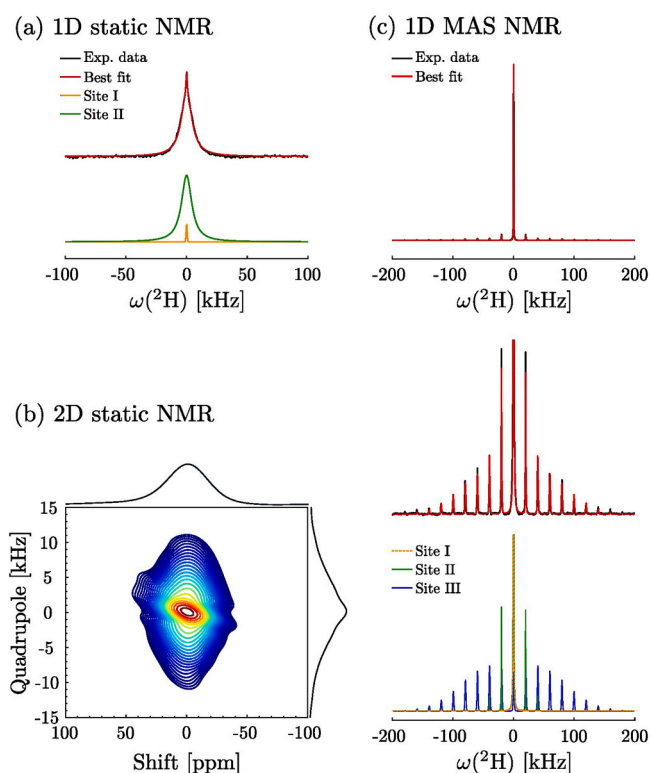 (a) 1D static NMR
Exp. data
Best fit
Site I
Site II
-100 -50 0 50 100
ω(²H) [kHz]
(b) 2D static NMR
15
10
5
0
-5
-10
-15
Quadrupole [kHz]
100 50 0 -50 -100
Shift [ppm]
(c) 1D MAS NMR
Exp. data
Best fit
-200 -100 0 100 200
ω(²H) [kHz]
Site I
Site II
Site III
-200 -100 0 100 200
ω(²H) [kHz]